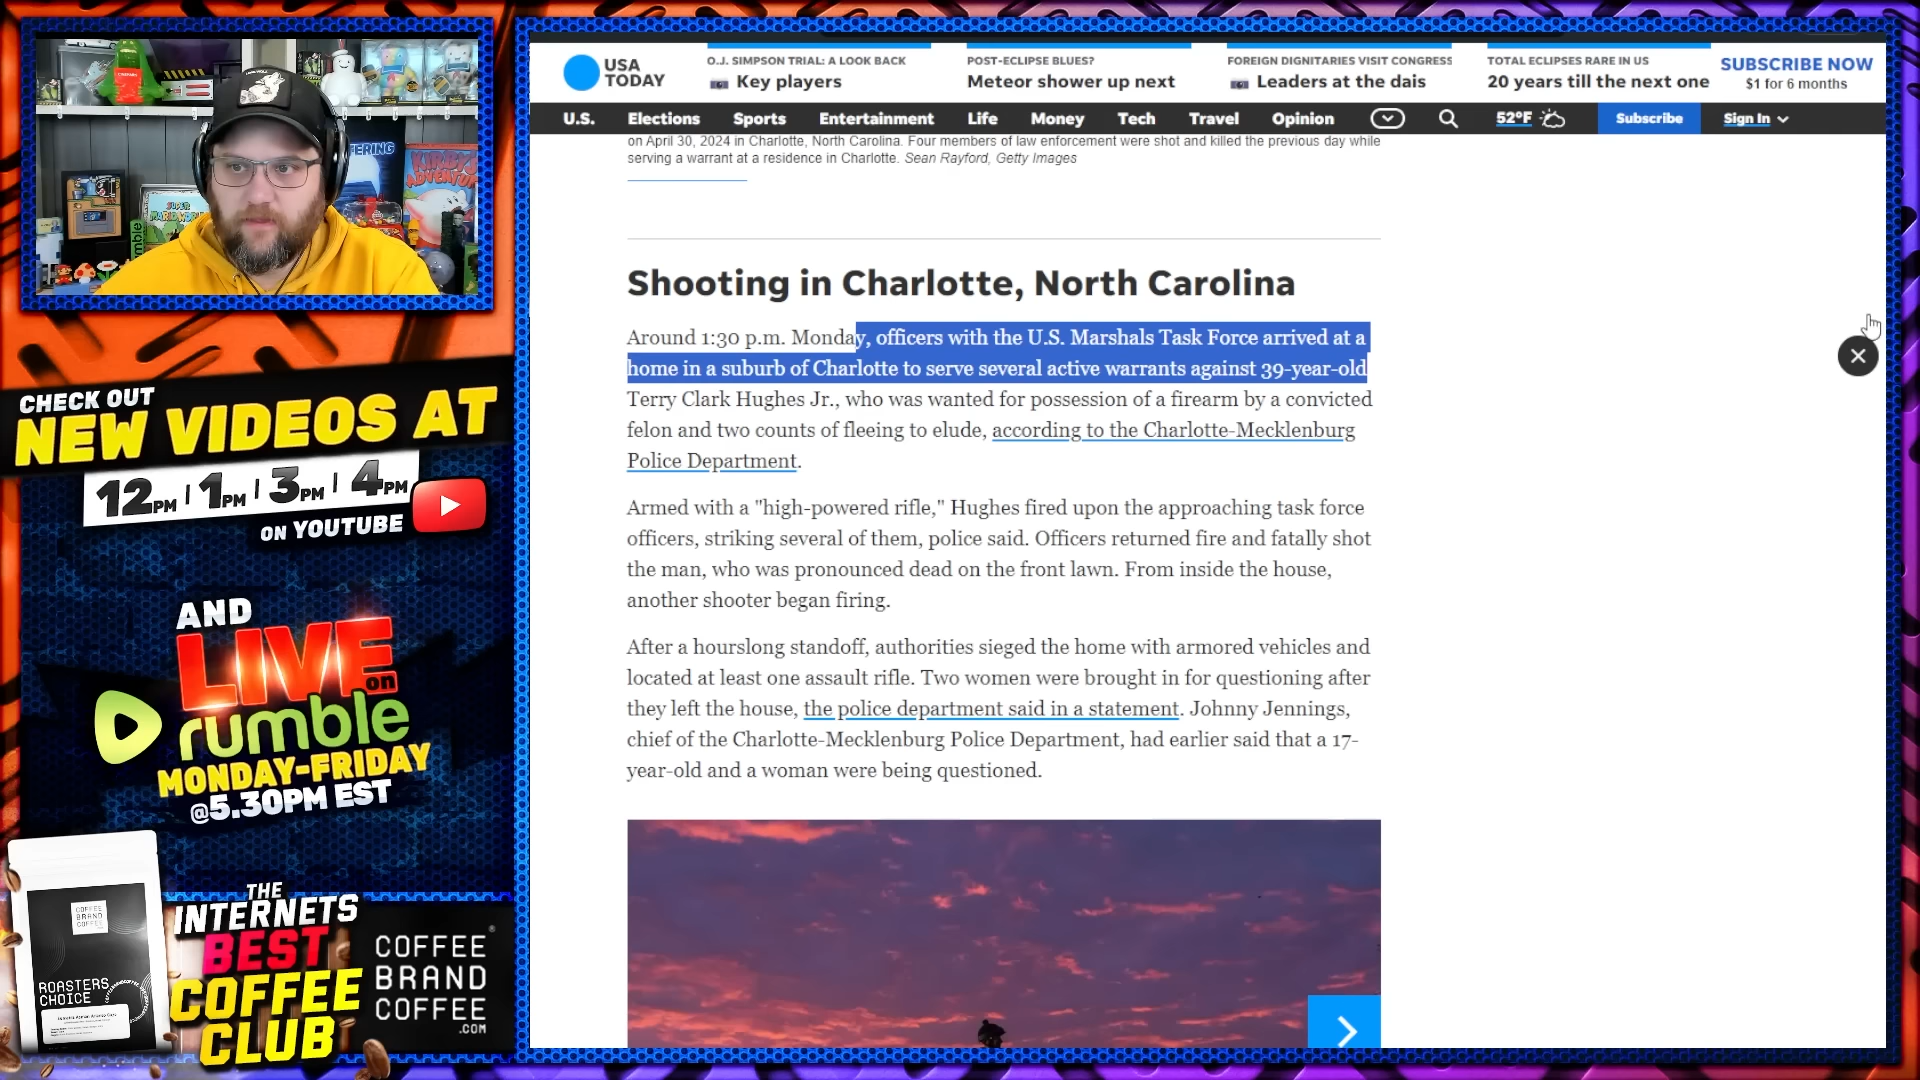 CHECK OUT
NEW VIDEOS AT
12PM | 1PM | 3PM | 4PM
ON YOUTUBE
AND
LIVE
on
rumble
MONDAY-FRIDAY
@5.30PM EST
THE
INTERNETS
BEST
COFFEE
CLUB
COFFEE
BRAND
COFFEE
.COM
COFFEE
BRAND
COFFEE
ROASTERS
CHOICE
USA
TODAY
O.J. SIMPSON TRIAL: A LOOK BACK
Key players
POST-ECLIPSE BLUES?
Meteor shower up next
FOREIGN DIGNITARIES VISIT CONGRESS
Leaders at the dais
TOTAL ECLIPSES RARE IN US
20 years till the next one
SUBSCRIBE NOW
$1 for 6 months
U.S. Elections Sports Entertainment Life Money Tech Travel Opinion 52°F Subscribe Sign In
on April 30, 2024 in Charlotte, North Carolina. Four members of law enforcement were shot and killed the previous day while
serving a warrant at a residence in Charlotte. Sean Rayford, Getty Images
Shooting in Charlotte, North Carolina
Around 1:30 p.m. Monday, officers with the U.S. Marshals Task Force arrived at a
home in a suburb of Charlotte to serve several active warrants against 39-year-old
Terry Clark Hughes Jr., who was wanted for possession of a firearm by a convicted
felon and two counts of fleeing to elude, according to the Charlotte-Mecklenburg
Police Department.
Armed with a "high-powered rifle," Hughes fired upon the approaching task force
officers, striking several of them, police said. Officers returned fire and fatally shot
the man, who was pronounced dead on the front lawn. From inside the house,
another shooter began firing.
After a hourslong standoff, authorities sieged the home with armored vehicles and
located at least one assault rifle. Two women were brought in for questioning after
they left the house, the police department said in a statement. Johnny Jennings,
chief of the Charlotte-Mecklenburg Police Department, had earlier said that a 17-
year-old and a woman were being questioned.